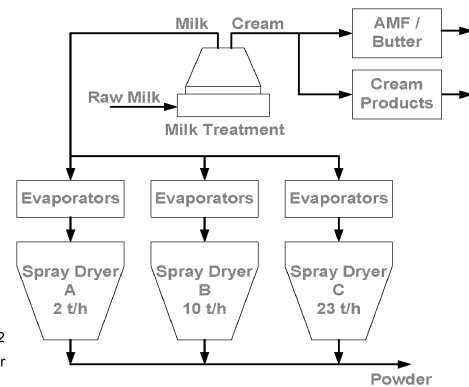 Milk
Cream
AMF /
Butter
Raw Milk
Cream
Products
Milk Treatment
Evaporators
Evaporators
Evaporators
Spray Dryer
A
2 t/h
Spray Dryer
B
10 t/h
Spray Dryer
C
23 t/h
2
r
Powder